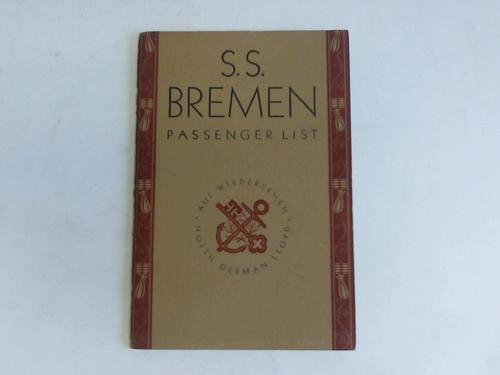 S.S.
BREMEN
PASSENGER LIST
· AUF WIEDERSEHEN ·
NORTH GERMAN LLOYD